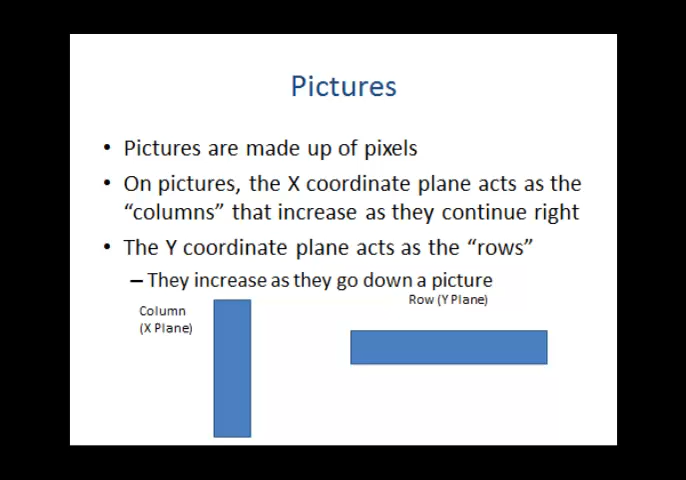 Pictures
• Pictures are made up of pixels
• On pictures, the X coordinate plane acts as the
“columns” that increase as they continue right
• The Y coordinate plane acts as the “rows”
– They increase as they go down a picture
Row (Y Plane)
Column
(X Plane)